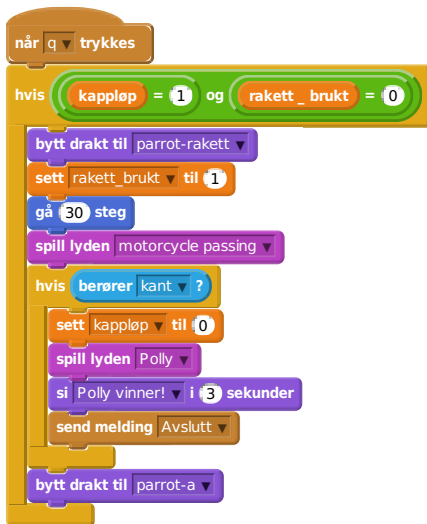 når q trykkes
hvis kappløp = 1 og rakett _ brukt = 0
bytt drakt til parrot-rakett
sett rakett_brukt til 1
gå 30 steg
spill lyden motorcycle passing
hvis berører kant ?
sett kappløp til 0
spill lyden Polly
si Polly vinner! i 3 sekunder
send melding Avslutt
bytt drakt til parrot-a